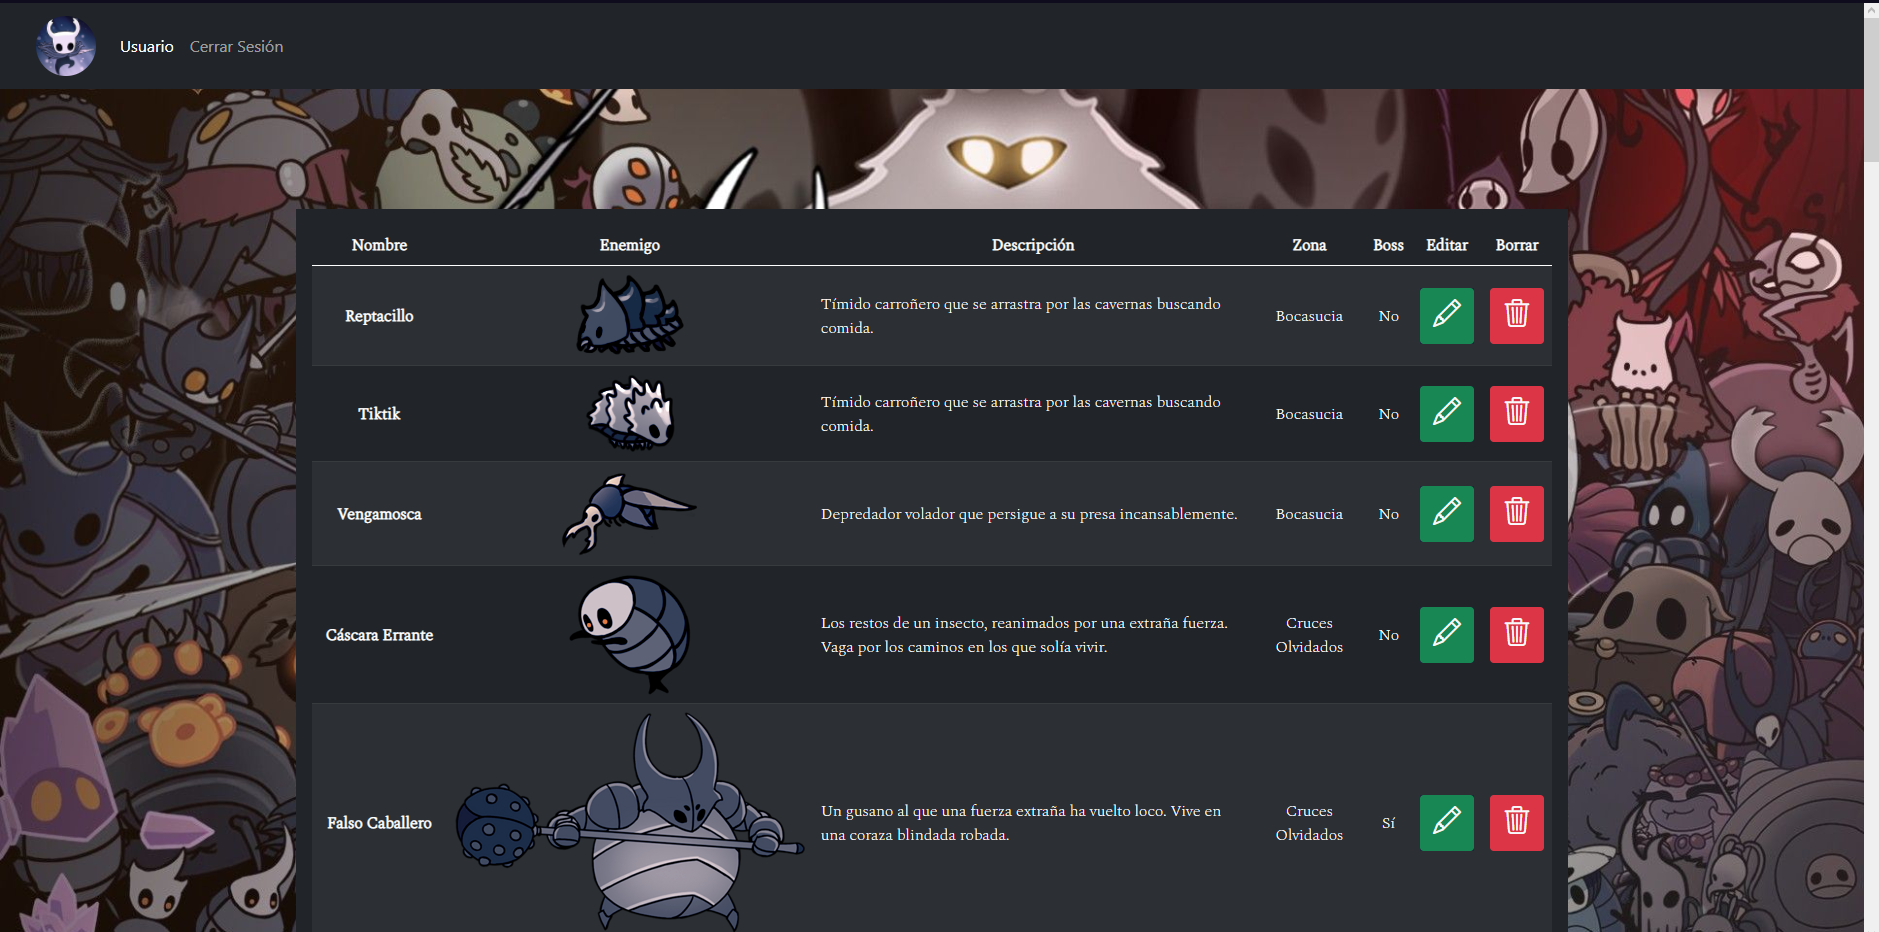 Usuario Cerrar Sesión
Nombre Enemigo Descripción Zona Boss Editar Borrar
Reptacillo Tímido carroñero que se arrastra por las cavernas buscando
comida. Bocasucia No
Tiktik Tímido carroñero que se arrastra por las cavernas buscando
comida. Bocasucia No
Vengamosca Depredador volador que persigue a su presa incansablemente. Bocasucia No
Cáscara Errante Los restos de un insecto, reanimados por una extraña fuerza.
Vaga por los caminos en los que solía vivir. Cruces
Olvidados No
Falso Caballero Un gusano al que una fuerza extraña ha vuelto loco. Vive en
una coraza blindada robada. Cruces
Olvidados Sí